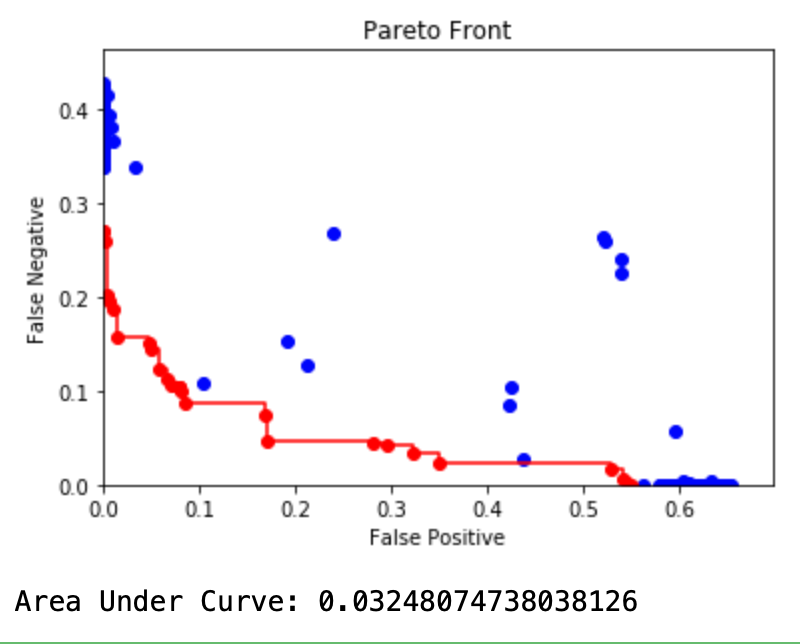 Pareto Front
0.4
0.3
0.2
0.1
0.0
False Negative
0.0 0.1 0.2 0.3 0.4 0.5 0.6
False Positive
Area Under Curve: 0.03248074738038126